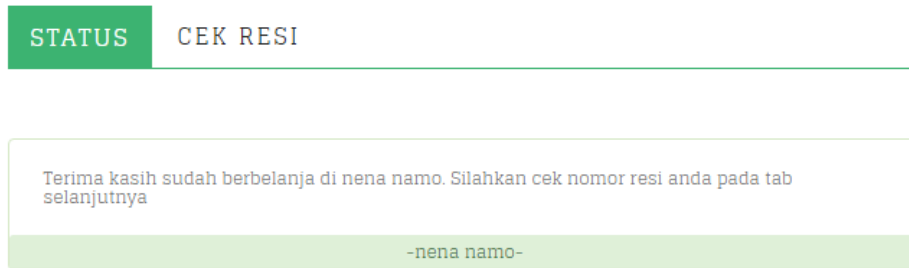 STATUS CEK RESI
Terima kasih sudah berbelanja di nena namo. Silahkan cek nomor resi anda pada tab
selanjutnya
-nena namo-